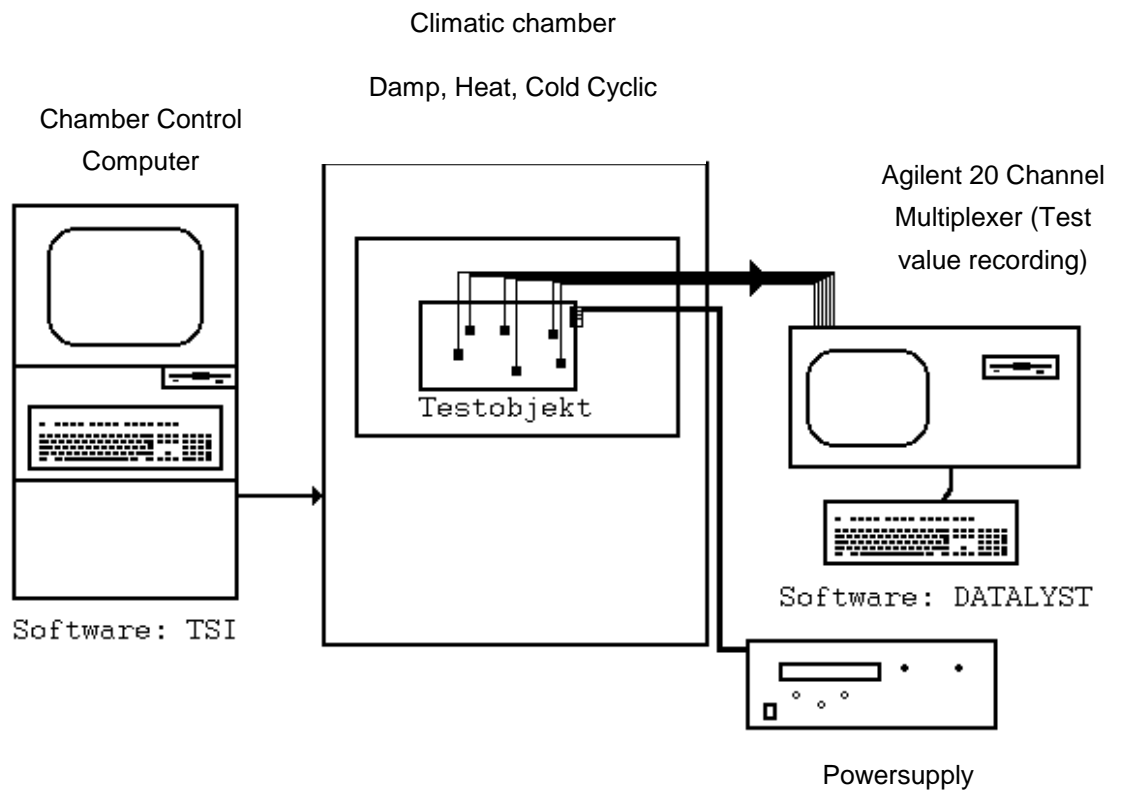 Climatic chamber
Damp, Heat, Cold Cyclic
Chamber Control
Computer
Agilent 20 Channel
Multiplexer (Test
value recording)
Testobjekt
Software: DATALYST
Software: TSI
Powersupply